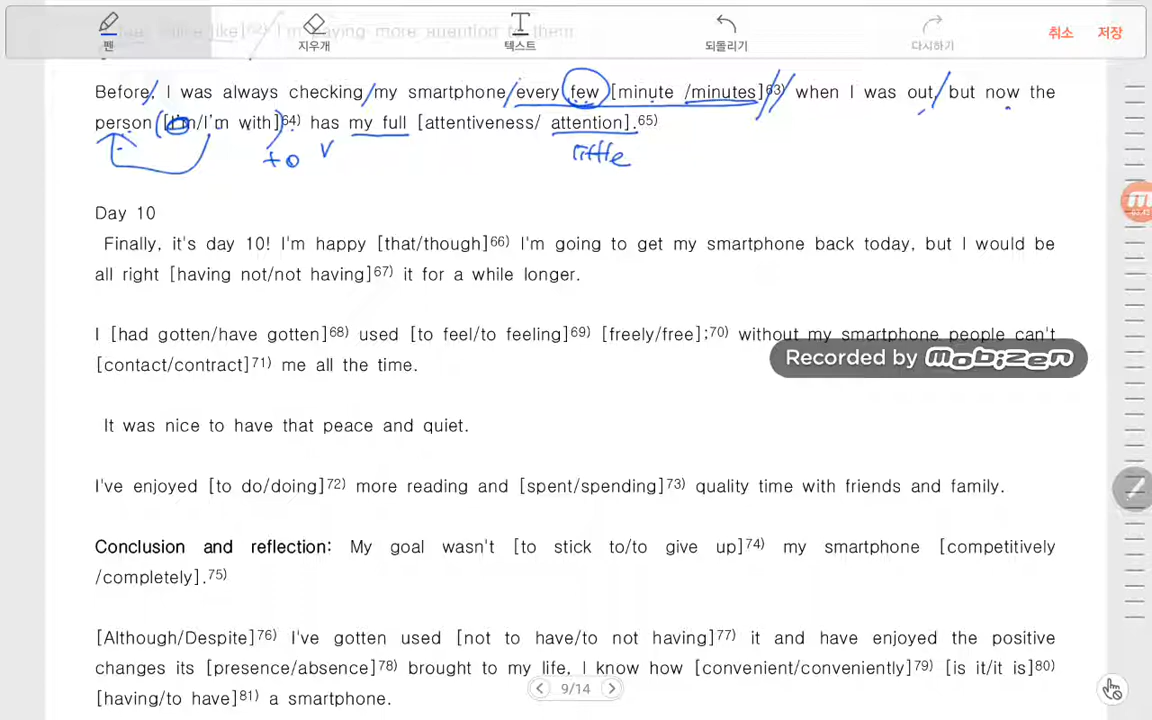 펜
지우개
텍스트
되돌리기
다시하기
취소
저장
Before, I was always checking my smartphone every few [minute /minutes]63) when I was out, but now the
person [I'm/I'm with]64) has my full [attentiveness/ attention].65)
to V
little
Day 10
Finally, it's day 10! I'm happy [that/though]66) I'm going to get my smartphone back today, but I would be
all right [having not/not having]67) it for a while longer.
I [had gotten/have gotten]68) used [to feel/to feeling]69) [freely/free];70) without my smartphone people can't
Recorded by mobizen
[contact/contract]71) me all the time.
It was nice to have that peace and quiet.
I've enjoyed [to do/doing]72) more reading and [spent/spending]73) quality time with friends and family.
Conclusion and reflection: My goal wasn't [to stick to/to give up]74) my smartphone [competitively
/completely].75)
[Although/Despite]76) I've gotten used [not to have/to not having]77) it and have enjoyed the positive
changes its [presence/absence]78) brought to my life, I know how [convenient/conveniently]79) [is it/it is]80)
[having/to have]81) a smartphone.
9/14